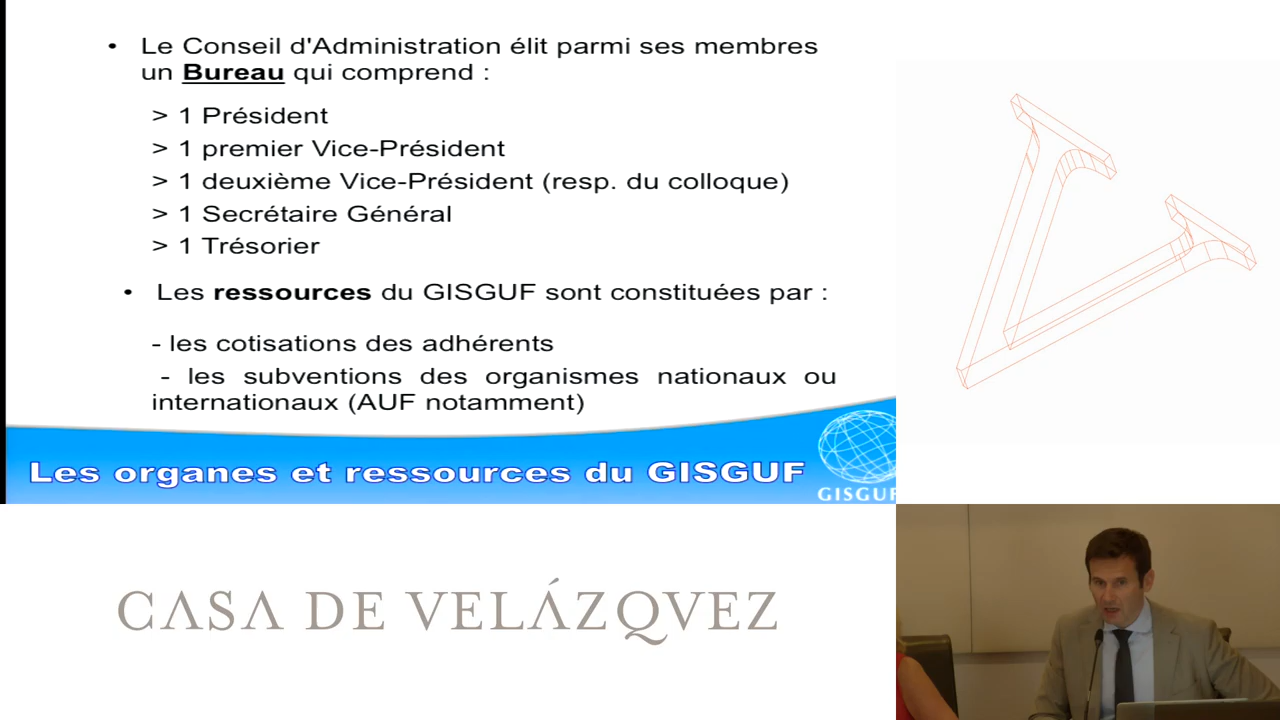 • Le Conseil d'Administration élit parmi ses membres
un Bureau qui comprend :
> 1 Président
> 1 premier Vice-Président
> 1 deuxième Vice-Président (resp. du colloque)
> 1 Secrétaire Général
> 1 Trésorier
• Les ressources du GISGUF sont constituées par :
- les cotisations des adhérents
- les subventions des organismes nationaux ou
internationaux (AUF notamment)
Les organes et ressources du GISGUF
GISGUF
CASA DE VELÁZQVEZ